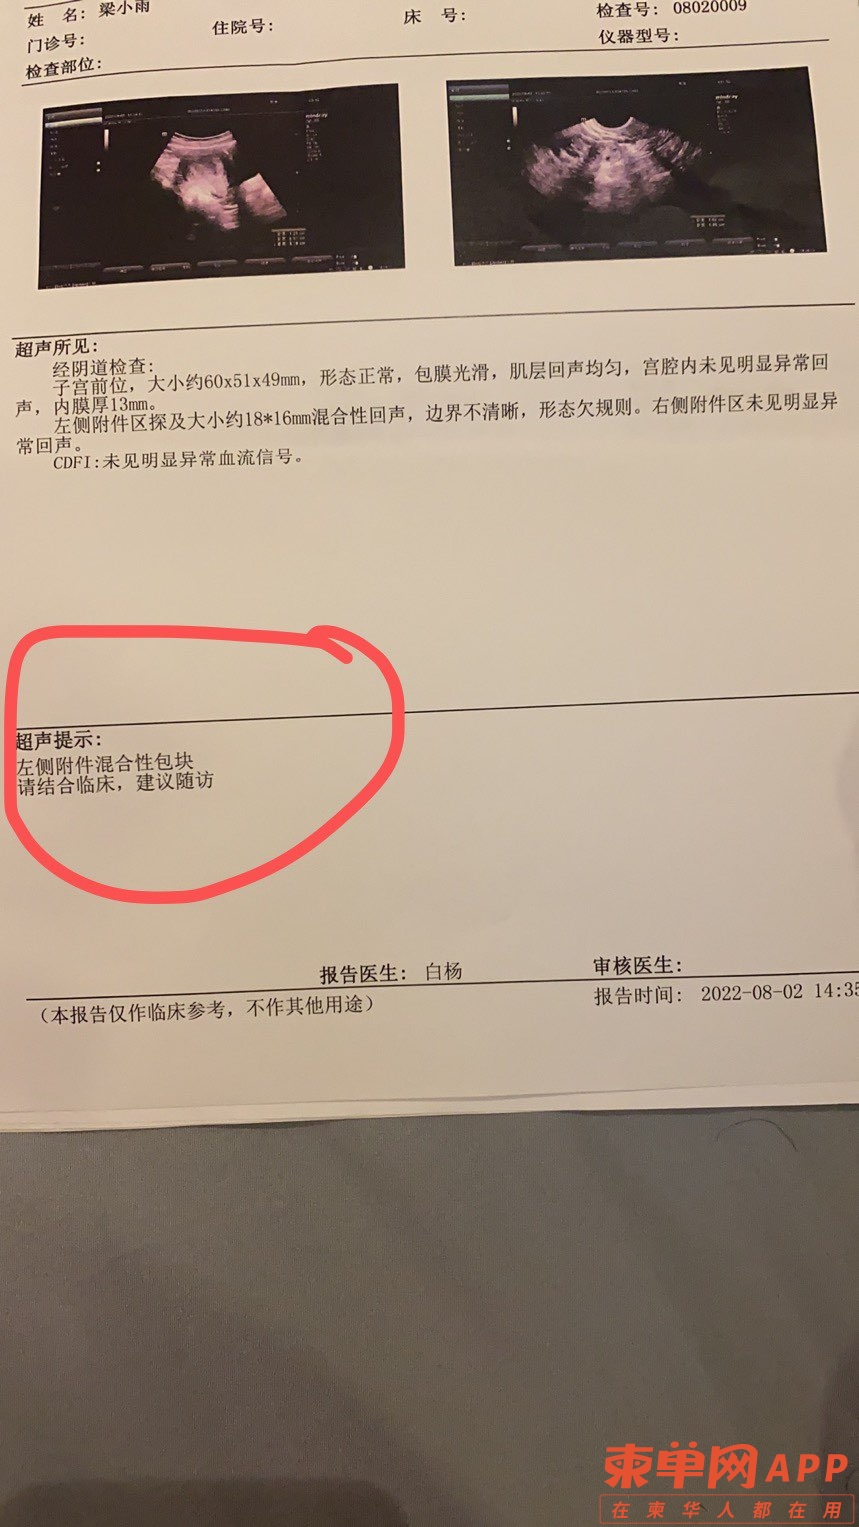 姓 名: 梁小雨
住院号:
床 号:
检查号: 08020009
门诊号:
仪器型号:
检查部位:
mindray
超声所见:
经阴道检查:
子宫前位，大小约60x51x49mm，形态正常，包膜光滑，肌层回声均匀，宫腔内未见明显异常回
声，内膜厚13mm。
左侧附件区探及大小约18*16mm混合性回声，边界不清晰，形态欠规则。右侧附件区未见明显异
常回声。
CDFI:未见明显异常血流信号。
超声提示:
左侧附件混合性包块
请结合临床，建议随访
报告医生: 白杨
审核医生:
（本报告仅作临床参考，不作其他用途）
报告时间: 2022-08-02 14:35
柬单网APP
在柬华人都在用